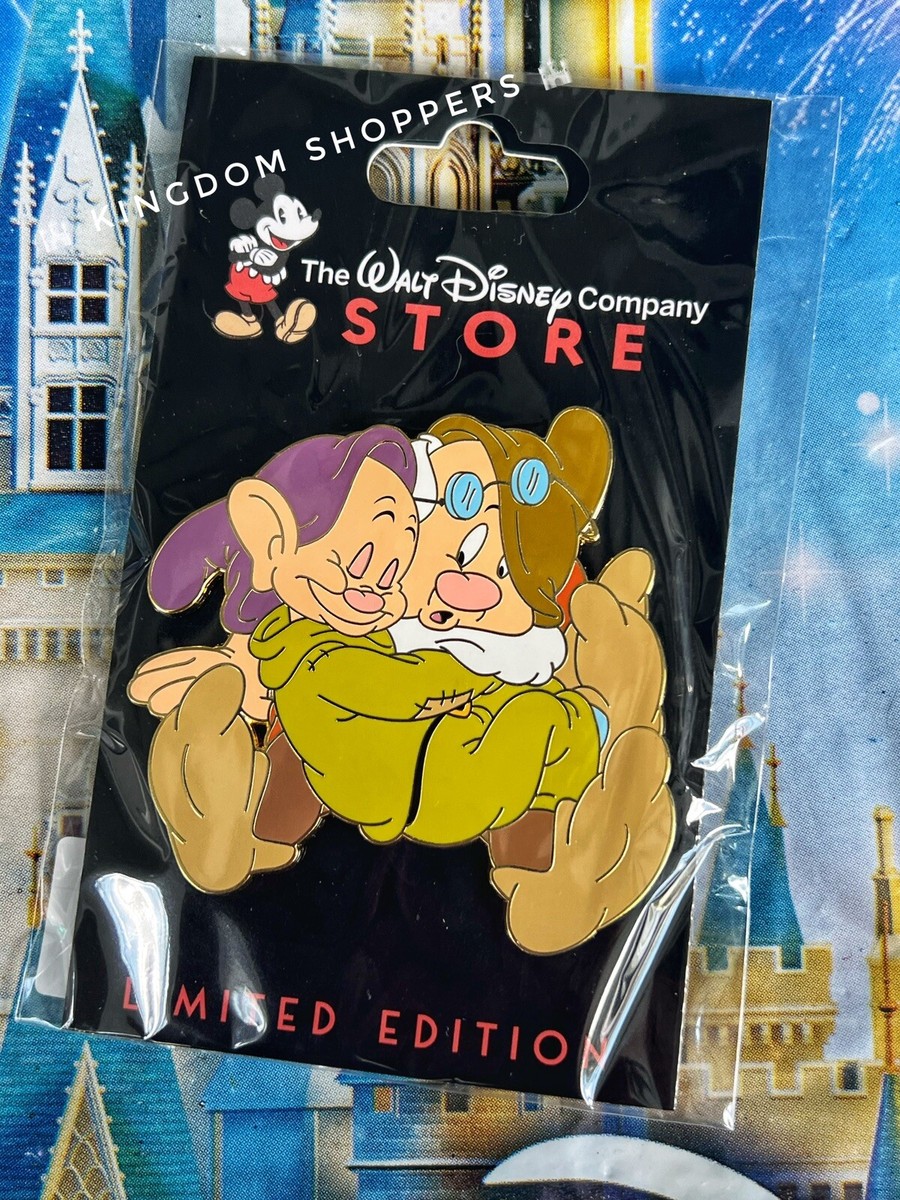 KINGDOM SHOPPERS
The WALT DISNEY Company
STORE
LIMITED EDITION